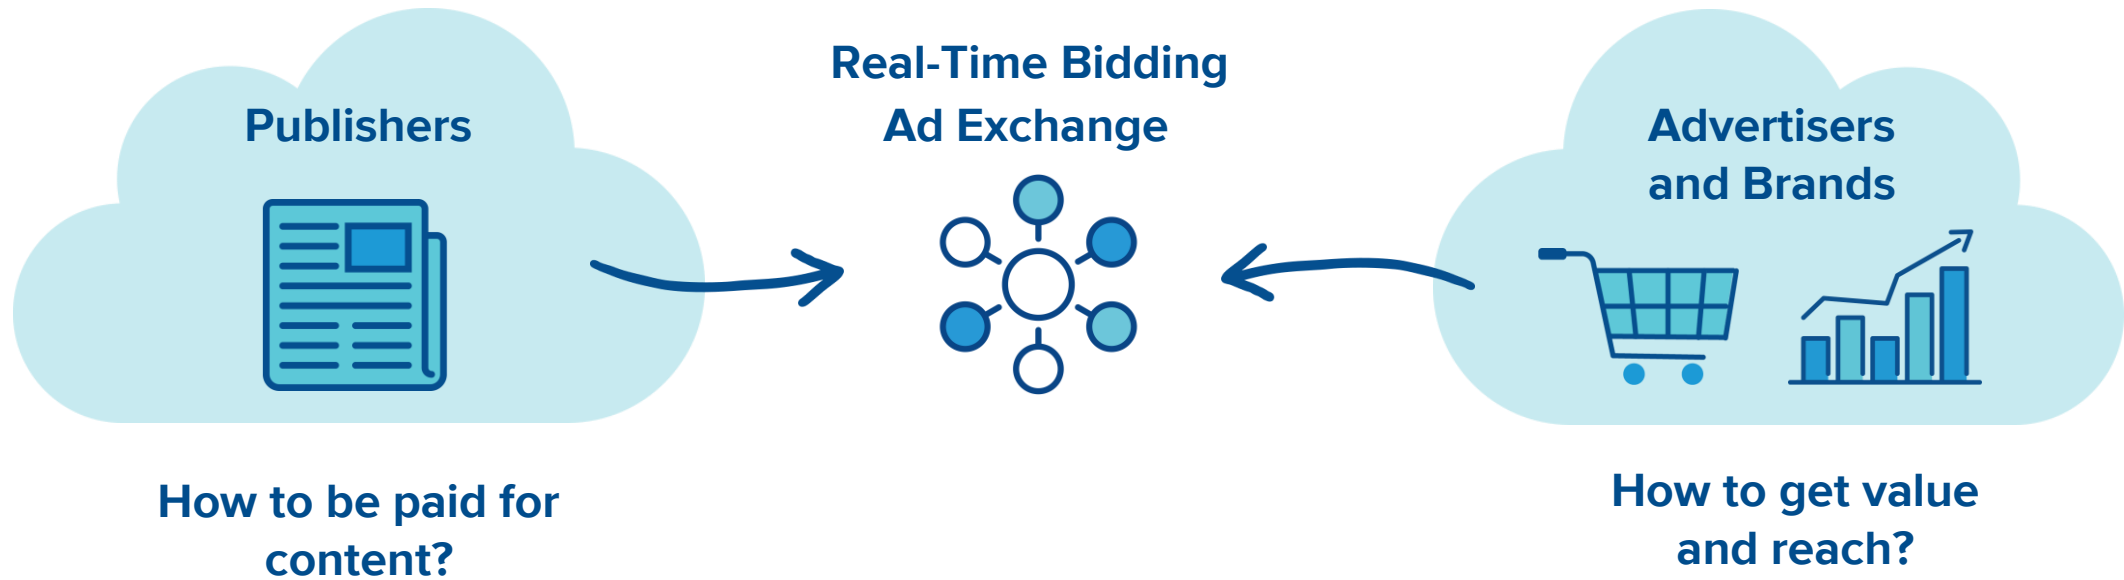 Publishers
How to be paid for
content?
Real-Time Bidding
Ad Exchange
Advertisers
and Brands
How to get value
and reach?